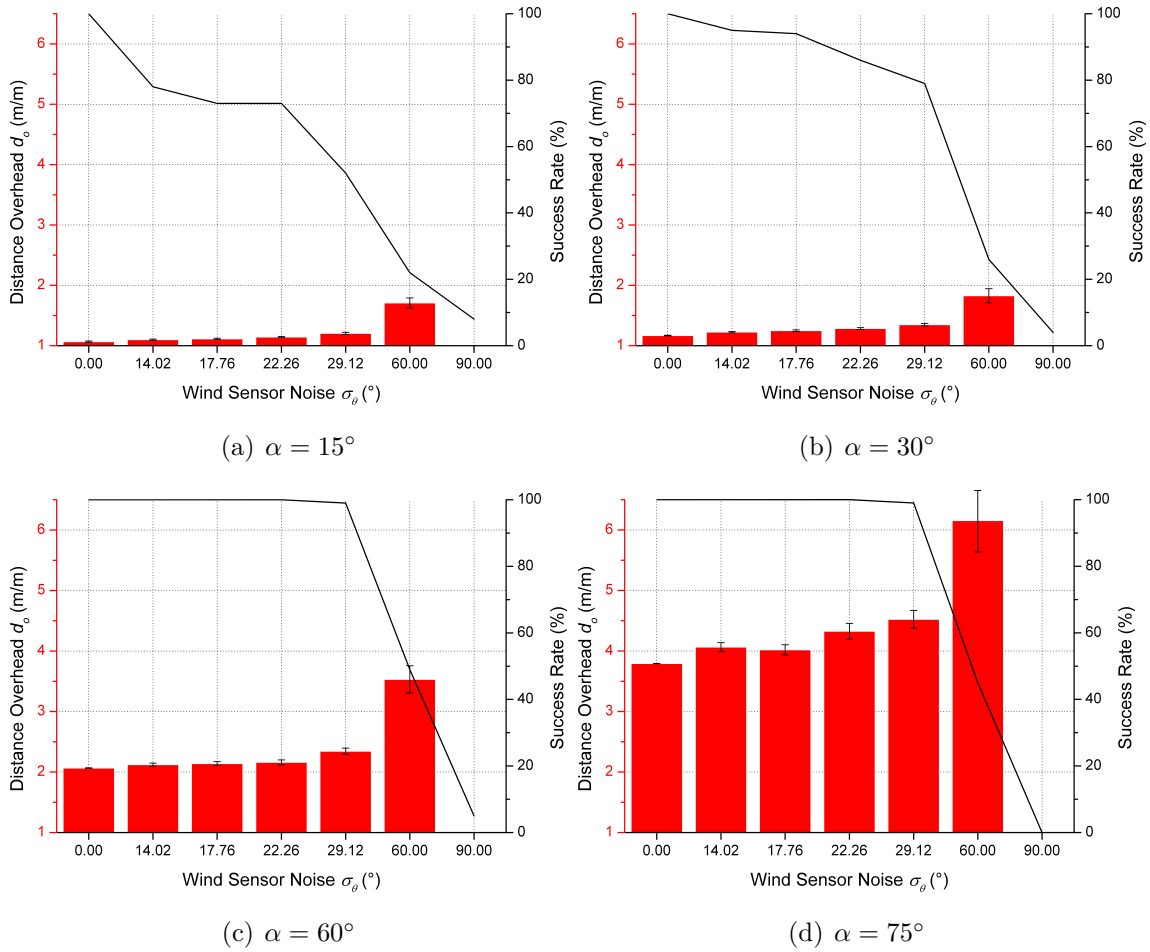 100
6
80
5
60
4
40
3
20
2
0
1
Distance Overhead dₒ (m/m)
Success Rate (%)
0.00 14.02 17.76 22.26 29.12 60.00 90.00
Wind Sensor Noise σ_θ (°)
(a) α = 15°
100
6
80
5
60
4
40
3
20
2
0
1
Distance Overhead dₒ (m/m)
Success Rate (%)
0.00 14.02 17.76 22.26 29.12 60.00 90.00
Wind Sensor Noise σ_θ (°)
(b) α = 30°
100
6
80
5
60
4
40
3
20
2
0
1
Distance Overhead dₒ (m/m)
Success Rate (%)
0.00 14.02 17.76 22.26 29.12 60.00 90.00
Wind Sensor Noise σ_θ (°)
(c) α = 60°
100
6
80
5
60
4
40
3
20
2
0
1
Distance Overhead dₒ (m/m)
Success Rate (%)
0.00 14.02 17.76 22.26 29.12 60.00 90.00
Wind Sensor Noise σ_θ (°)
(d) α = 75°